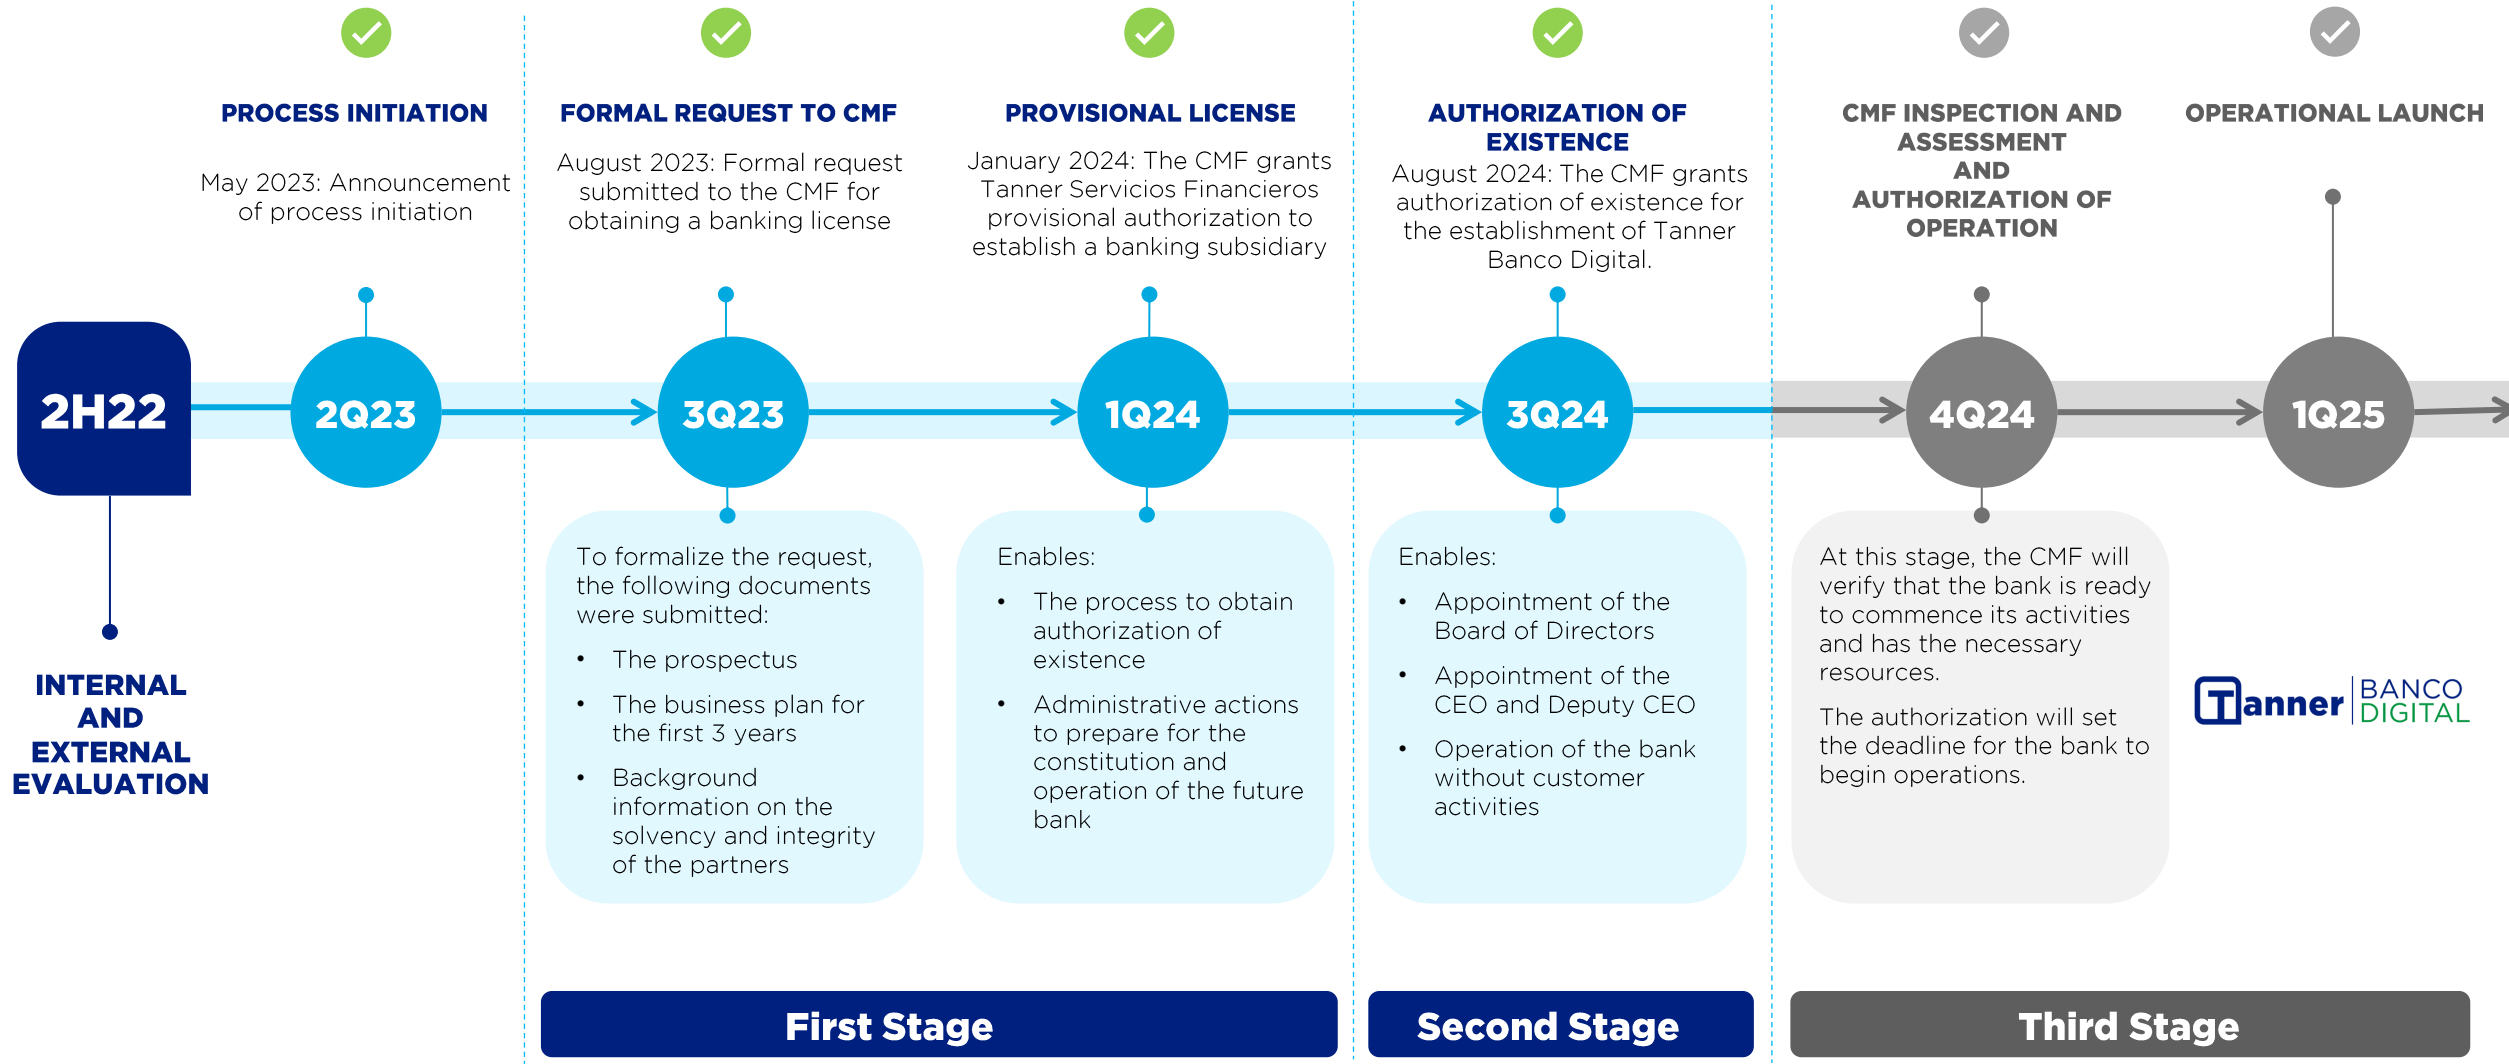 PROCESS INITIATION
May 2023: Announcement
of process initiation
FORMAL REQUEST TO CMF
August 2023: Formal request
submitted to the CMF for
obtaining a banking license
PROVISIONAL LICENSE
January 2024: The CMF grants
Tanner Servicios Financieros
provisional authorization to
establish a banking subsidiary
AUTHORIZATION OF
EXISTENCE
August 2024: The CMF grants
authorization of existence for
the establishment of Tanner
Banco Digital.
CMF INSPECTION AND
ASSESSMENT
AND
AUTHORIZATION OF
OPERATION
OPERATIONAL LAUNCH
2H22
2Q23
3Q23
1Q24
3Q24
4Q24
1Q25
INTERNAL
AND
EXTERNAL
EVALUATION
To formalize the request,
the following documents
were submitted:
• The prospectus
• The business plan for
the first 3 years
• Background
information on the
solvency and integrity
of the partners
Enables:
• The process to obtain
authorization of
existence
• Administrative actions
to prepare for the
constitution and
operation of the future
bank
Enables:
• Appointment of the
Board of Directors
• Appointment of the
CEO and Deputy CEO
• Operation of the bank
without customer
activities
At this stage, the CMF will
verify that the bank is ready
to commence its activities
and has the necessary
resources.
The authorization will set
the deadline for the bank to
begin operations.
Tanner
BANCO
DIGITAL
First Stage
Second Stage
Third Stage